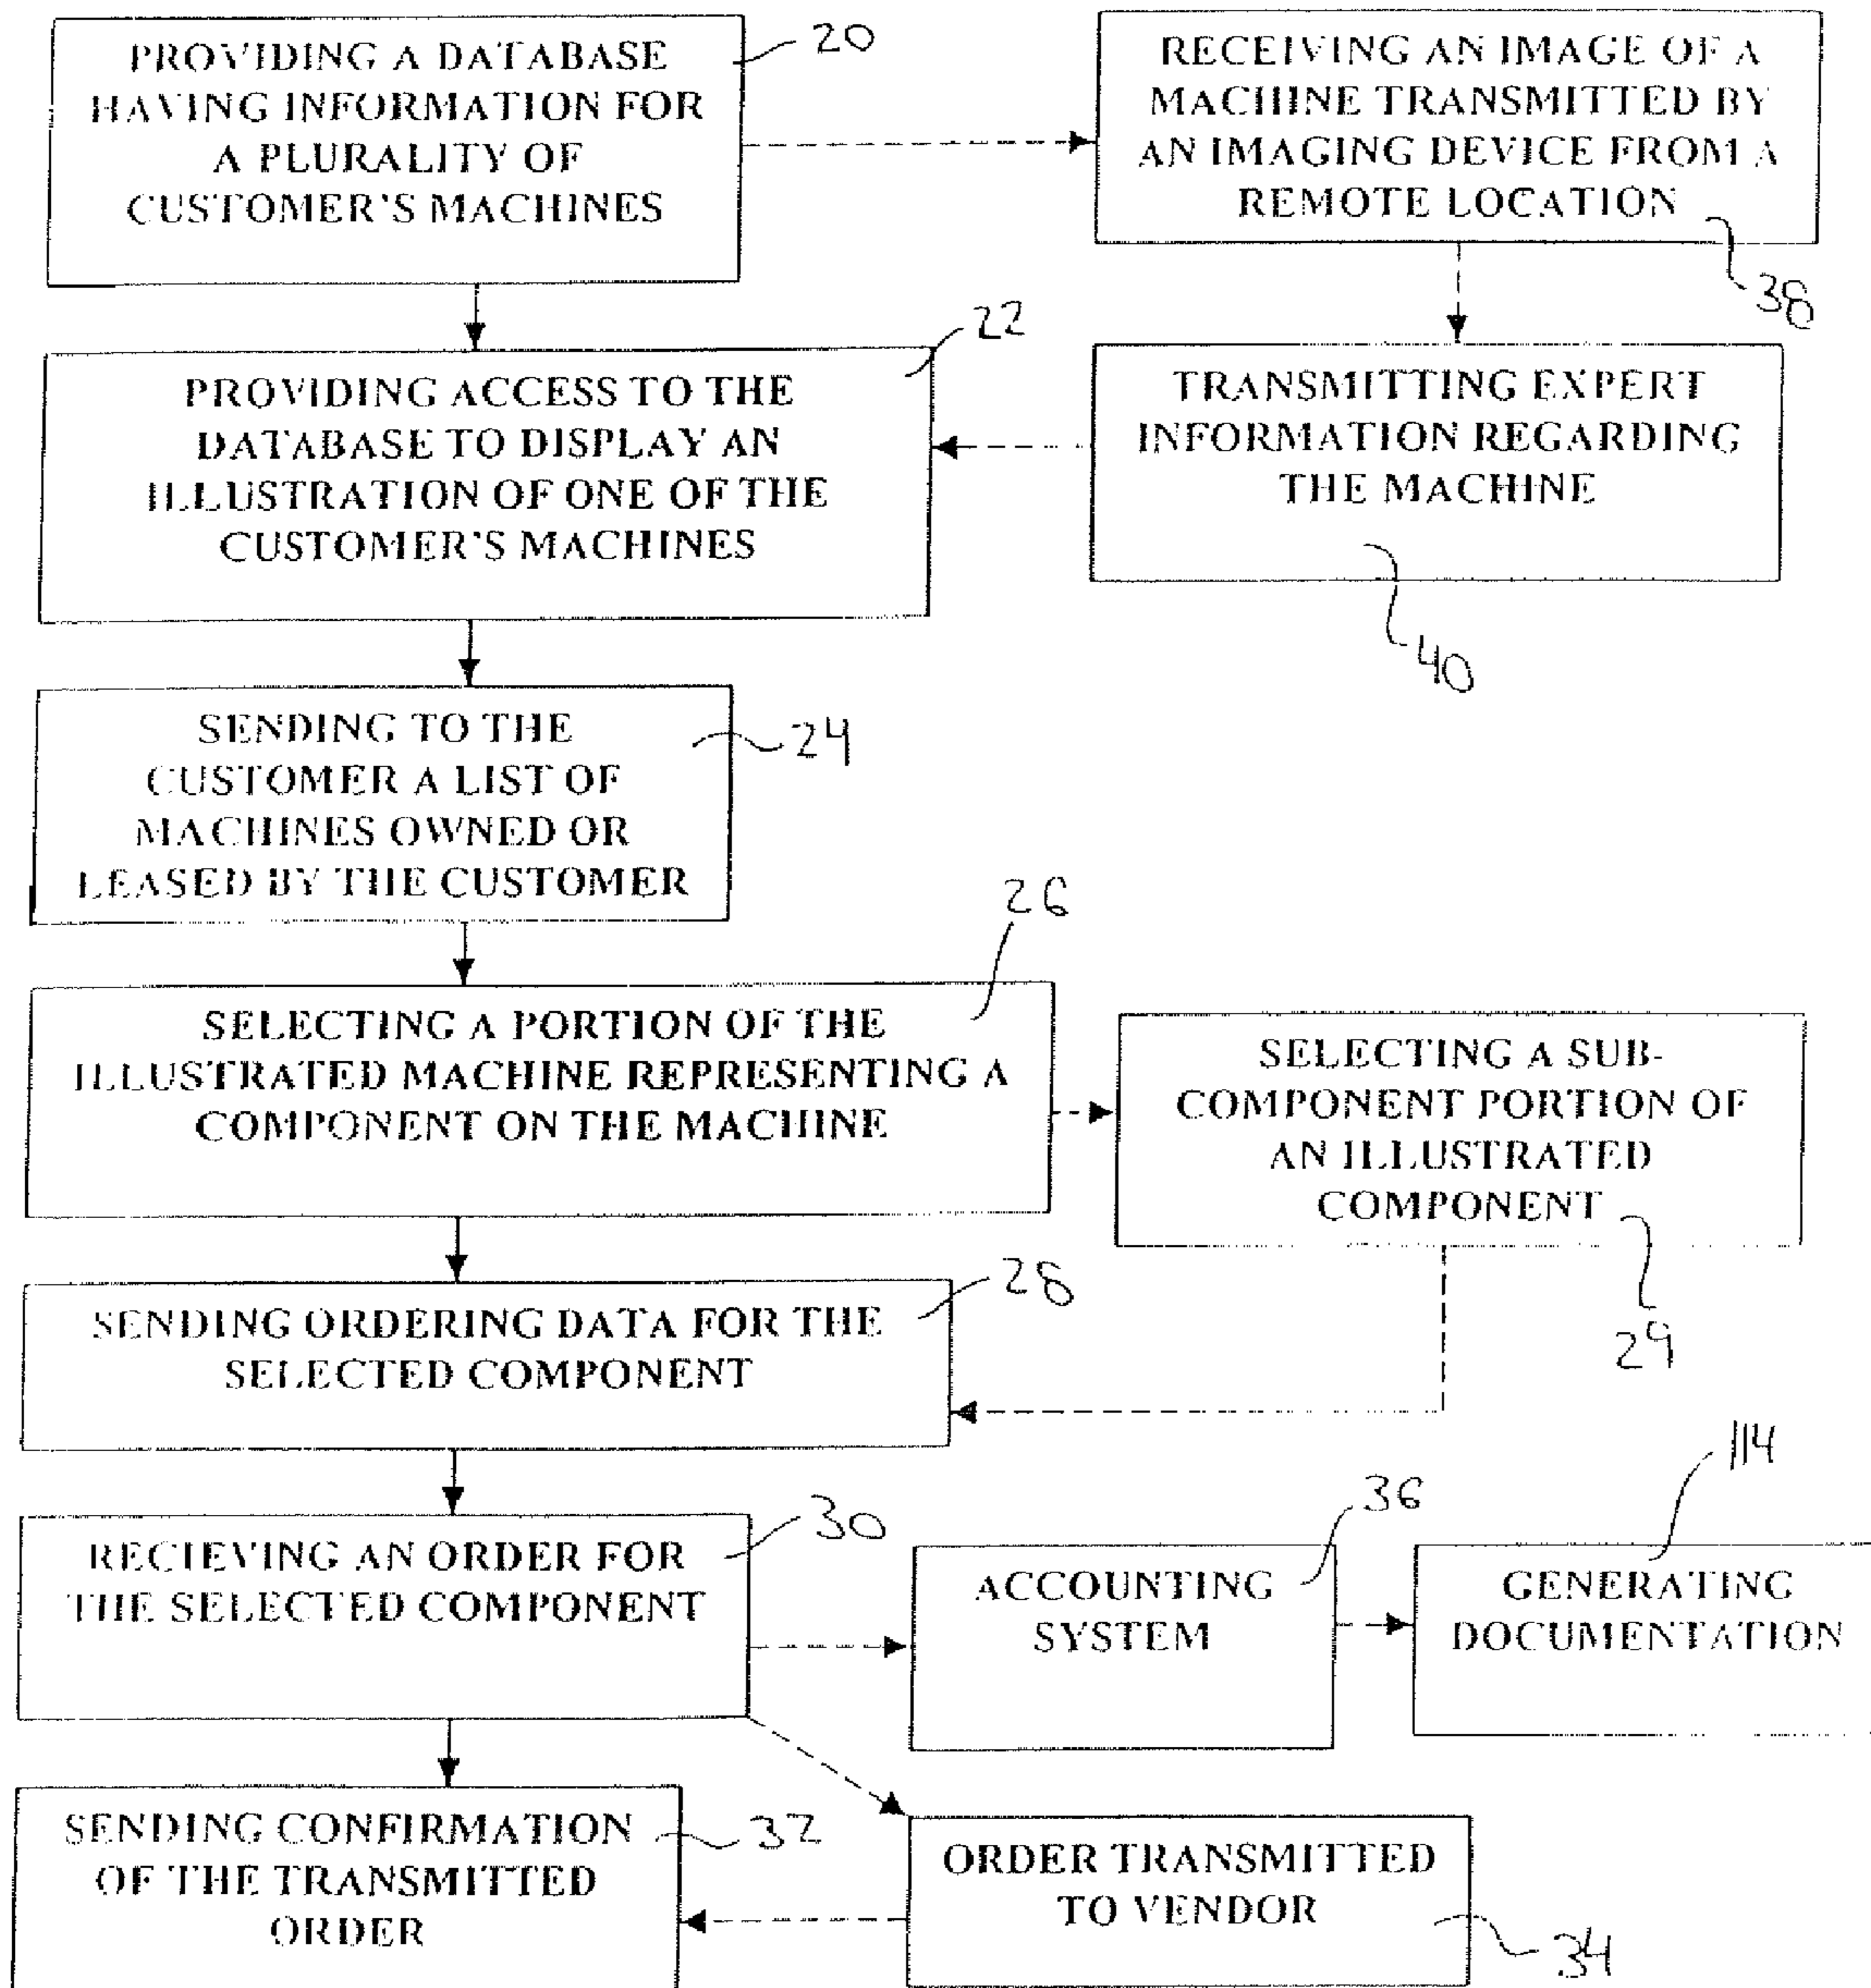 PROVIDING A DATABASE
HAVING INFORMATION FOR
A PLURALITY OF
CUSTOMER'S MACHINES
20
RECEIVING AN IMAGE OF A
MACHINE TRANSMITTED BY
AN IMAGING DEVICE FROM A
REMOTE LOCATION
38
PROVIDING ACCESS TO THE
DATABASE TO DISPLAY AN
ILLUSTRATION OF ONE OF THE
CUSTOMER'S MACHINES
22
TRANSMITTING EXPERT
INFORMATION REGARDING
THE MACHINE
40
SENDING TO THE
CUSTOMER A LIST OF
MACHINES OWNED OR
LEASED BY THE CUSTOMER
24
SELECTING A PORTION OF THE
ILLUSTRATED MACHINE REPRESENTING A
COMPONENT ON THE MACHINE
26
SELECTING A SUB-
COMPONENT PORTION OF
AN ILLUSTRATED
COMPONENT
29
SENDING ORDERING DATA FOR THE
SELECTED COMPONENT
28
RECIEVING AN ORDER FOR
THE SELECTED COMPONENT
30
ACCOUNTING
SYSTEM
36
GENERATING
DOCUMENTATION
114
SENDING CONFIRMATION
OF THE TRANSMITTED
ORDER
32
ORDER TRANSMITTED
TO VENDOR
34